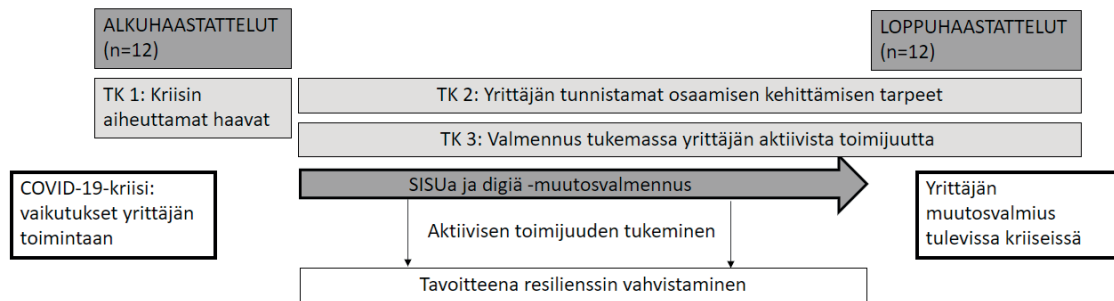 ALKUHAASTATTELUT
(n=12)
LOPPUHAASTATTELUT
(n=12)
TK 1: Kriisin
aiheuttamat haavat
TK 2: Yrittäjän tunnistamat osaamisen kehittämisen tarpeet
TK 3: Valmennus tukemassa yrittäjän aktiivista toimijuutta
COVID-19-kriisi:
vaikutukset yrittäjän
toimintaan
SISUa ja digiä -muutosvalmennus
Yrittäjän
muutosvalmius
tulevissa kriiseissä
Aktiivisen toimijuuden tukeminen
Tavoitteena resilienssin vahvistaminen